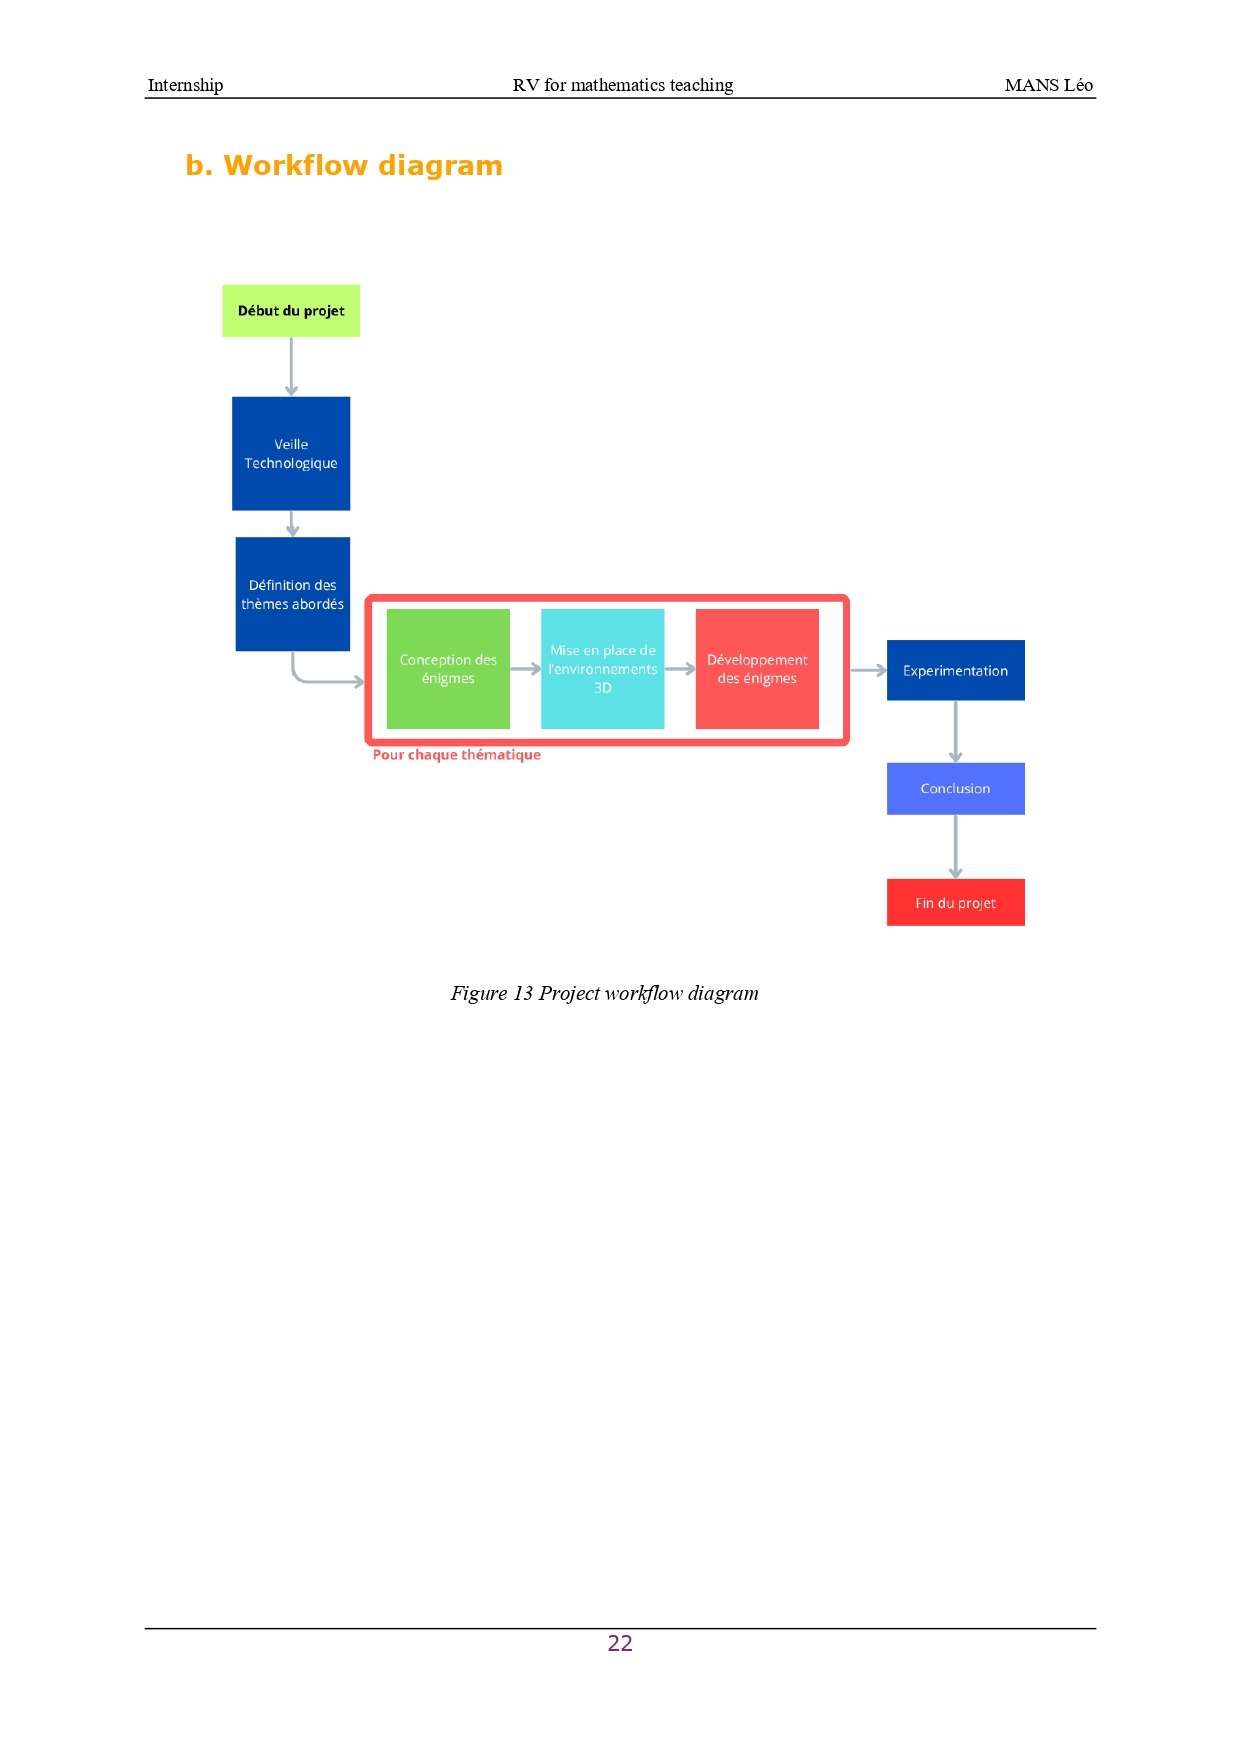 Internship RV for mathematics teaching MANS Léo
b. Workflow diagram
Début du projet
Veille
Technologique
Définition des
thèmes abordés
Conception des
énigmes
Mise en place de
l'environnements
3D
Développement
des énigmes
Pour chaque thématique
Experimentation
Conclusion
Fin du projet
Figure 13 Project workflow diagram
22